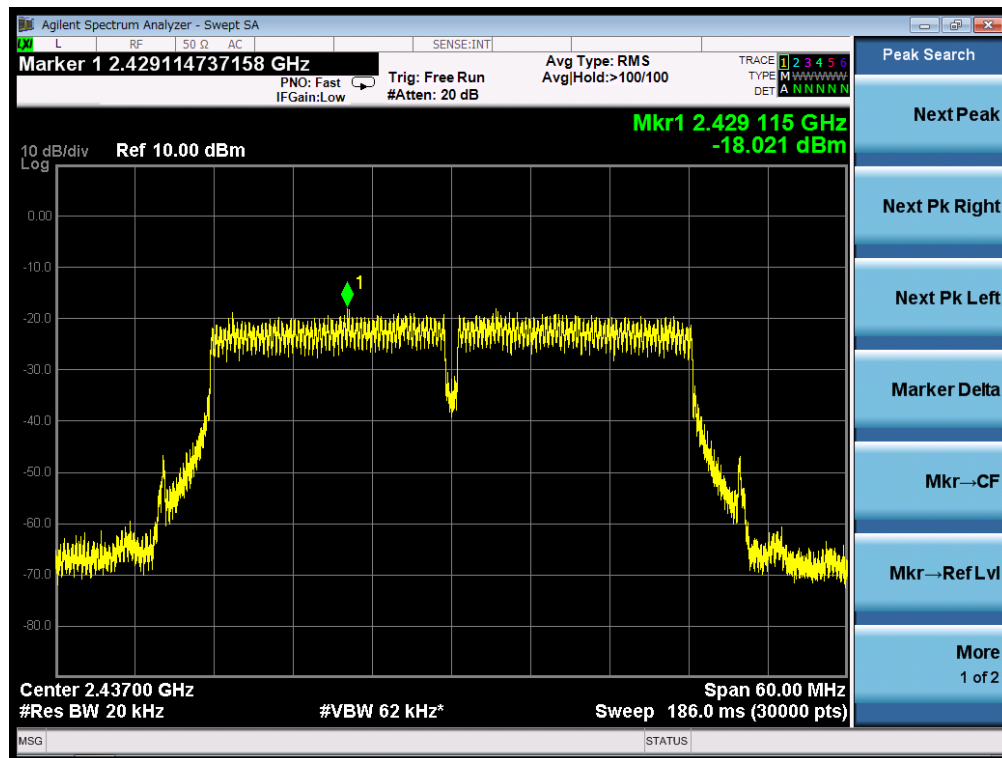 Agilent Spectrum Analyzer - Swept SA
LXI L RF 50 Ω AC SENSE:INT
Marker 1 2.429114737158 GHz
PNO: Fast
IFGain:Low
Trig: Free Run
#Atten: 20 dB
Avg Type: RMS
Avg|Hold:>100/100
TRACE 1 2 3 4 5 6
TYPE M WWWWW
DET A N N N N N
Mkr1 2.429 115 GHz
-18.021 dBm
10 dB/div Ref 10.00 dBm
Log
0.00
-10.0
1
-20.0
-30.0
-40.0
-50.0
-60.0
-70.0
-80.0
Center 2.43700 GHz Span 60.00 MHz
#Res BW 20 kHz #VBW 62 kHz* Sweep 186.0 ms (30000 pts)
MSG STATUS
Peak Search
Next Peak
Next Pk Right
Next Pk Left
Marker Delta
Mkr→CF
Mkr→Ref Lvl
More
1 of 2